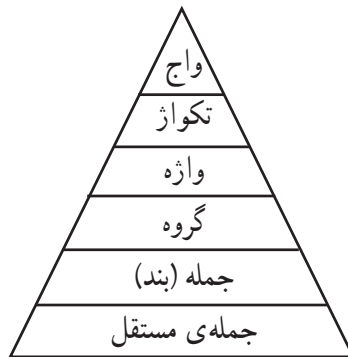 واج
تکواژ
واژه
گروه
جمله (بند)
جمله‌ی مستقل